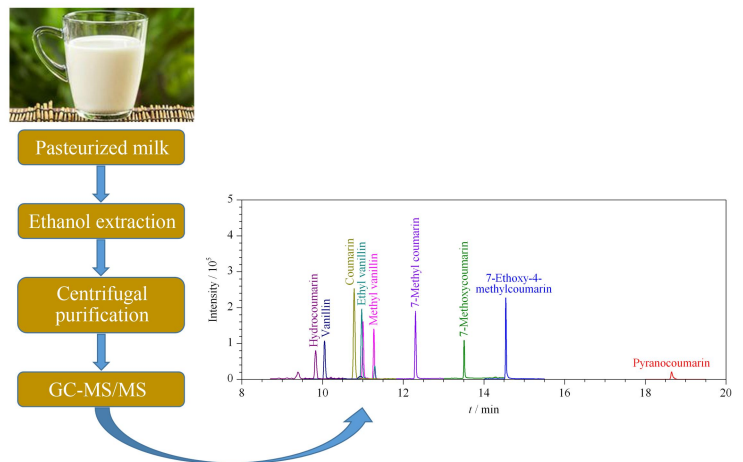 Pasteurized milk
Ethanol extraction
Centrifugal
purification
GC-MS/MS
Intensity / 10⁵
5
4
3
2
1
0
Hydrocoumarin
Vanillin
Coumarin
Ethyl vanillin
Methyl vanillin
7-Methyl coumarin
7-Methoxycoumarin
7-Ethoxy-4-
methylcoumarin
Pyranocoumarin
8 10 12 14 16 18 20
t / min